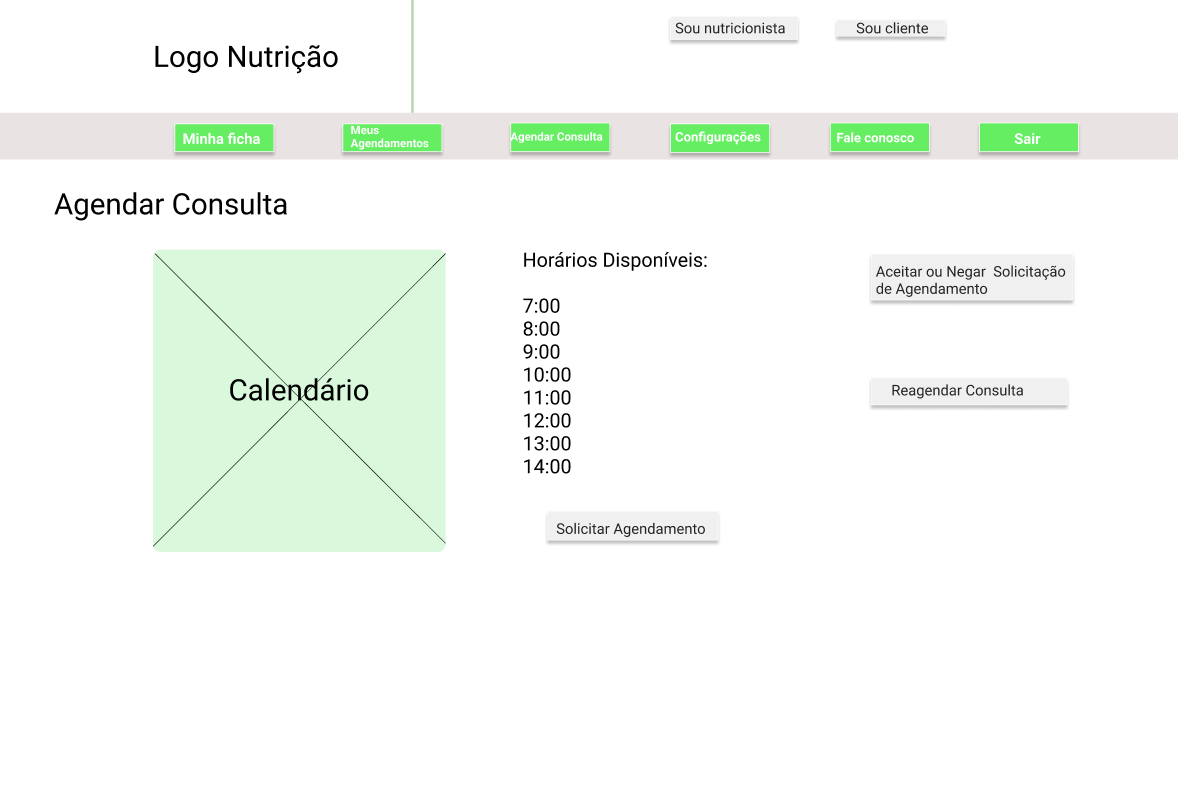 Logo Nutrição
Sou nutricionista
Sou cliente
Minha ficha
Meus
Agendamentos
Agendar Consulta
Configurações
Fale conosco
Sair
Agendar Consulta
Calendário
Horários Disponíveis:
7:00
8:00
9:00
10:00
11:00
12:00
13:00
14:00
Solicitar Agendamento
Aceitar ou Negar  Solicitação
de Agendamento
Reagendar Consulta